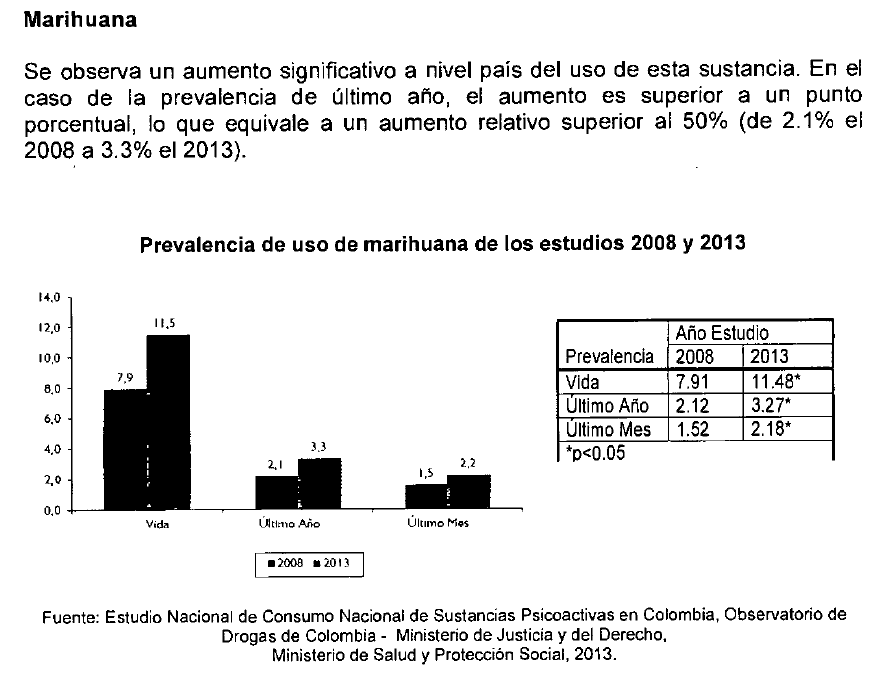 Marihuana
Se observa un aumento significativo a nivel país del uso de esta sustancia. En el
caso de la prevalencia de último año, el aumento es superior a un punto
porcentual, lo que equivale a un aumento relativo superior al 50% (de 2.1% el
2008 a 3.3% el 2013).
Prevalencia de uso de marihuana de los estudios 2008 y 2013
14,0
12,0
10,0
8,0
6,0
4,0
2,0
0,0
7,9
11,5
2,1
3,3
1,5
2,2
Vida
Último Año
Último Mes
2008 2013
Año Estudio
Prevalencia 2008 2013
Vida 7.91 11.48*
Último Año 2.12 3.27*
Último Mes 1.52 2.18*
*p<0.05
Fuente: Estudio Nacional de Consumo Nacional de Sustancias Psicoactivas en Colombia, Observatorio de
Drogas de Colombia - Ministerio de Justicia y del Derecho,
Ministerio de Salud y Protección Social, 2013.